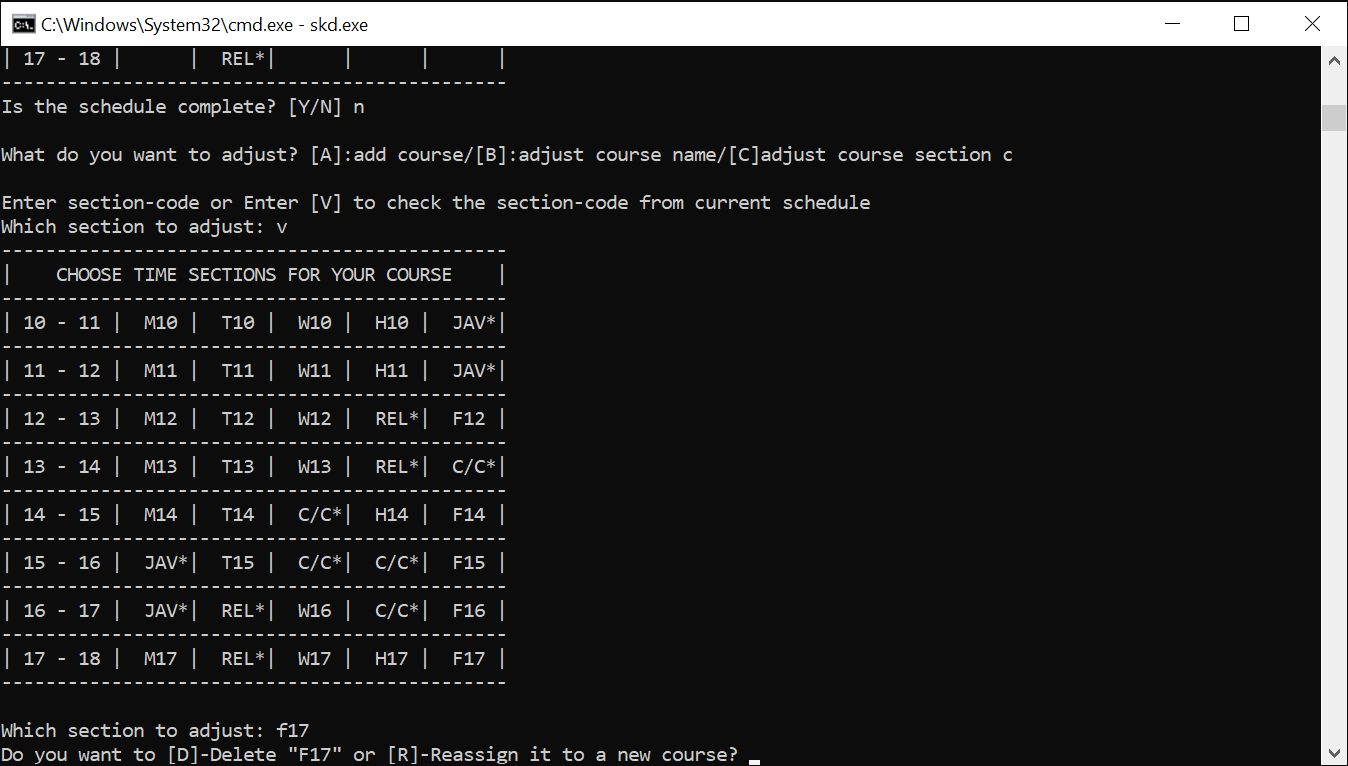 C:\Windows\System32\cmd.exe - skd.exe
| 17 - 18 |      |  REL*|      |      |      |
----------------------------------------------
Is the schedule complete? [Y/N] n
What do you want to adjust? [A]:add course/[B]:adjust course name/[C]adjust course section c
Enter section-code or Enter [V] to check the section-code from current schedule
Which section to adjust: v
----------------------------------------------
|    CHOOSE TIME SECTIONS FOR YOUR COURSE    |
----------------------------------------------
| 10 - 11 |  M10 |  T10 |  W10 |  H10 |  JAV*|
----------------------------------------------
| 11 - 12 |  M11 |  T11 |  W11 |  H11 |  JAV*|
----------------------------------------------
| 12 - 13 |  M12 |  T12 |  W12 |  REL*|  F12 |
----------------------------------------------
| 13 - 14 |  M13 |  T13 |  W13 |  REL*|  C/C*|
----------------------------------------------
| 14 - 15 |  M14 |  T14 |  C/C*|  H14 |  F14 |
----------------------------------------------
| 15 - 16 |  JAV*|  T15 |  C/C*|  C/C*|  F15 |
----------------------------------------------
| 16 - 17 |  JAV*|  REL*|  W16 |  C/C*|  F16 |
----------------------------------------------
| 17 - 18 |  M17 |  REL*|  W17 |  H17 |  F17 |
----------------------------------------------
Which section to adjust: f17
Do you want to [D]-Delete "F17" or [R]-Reassign it to a new course?